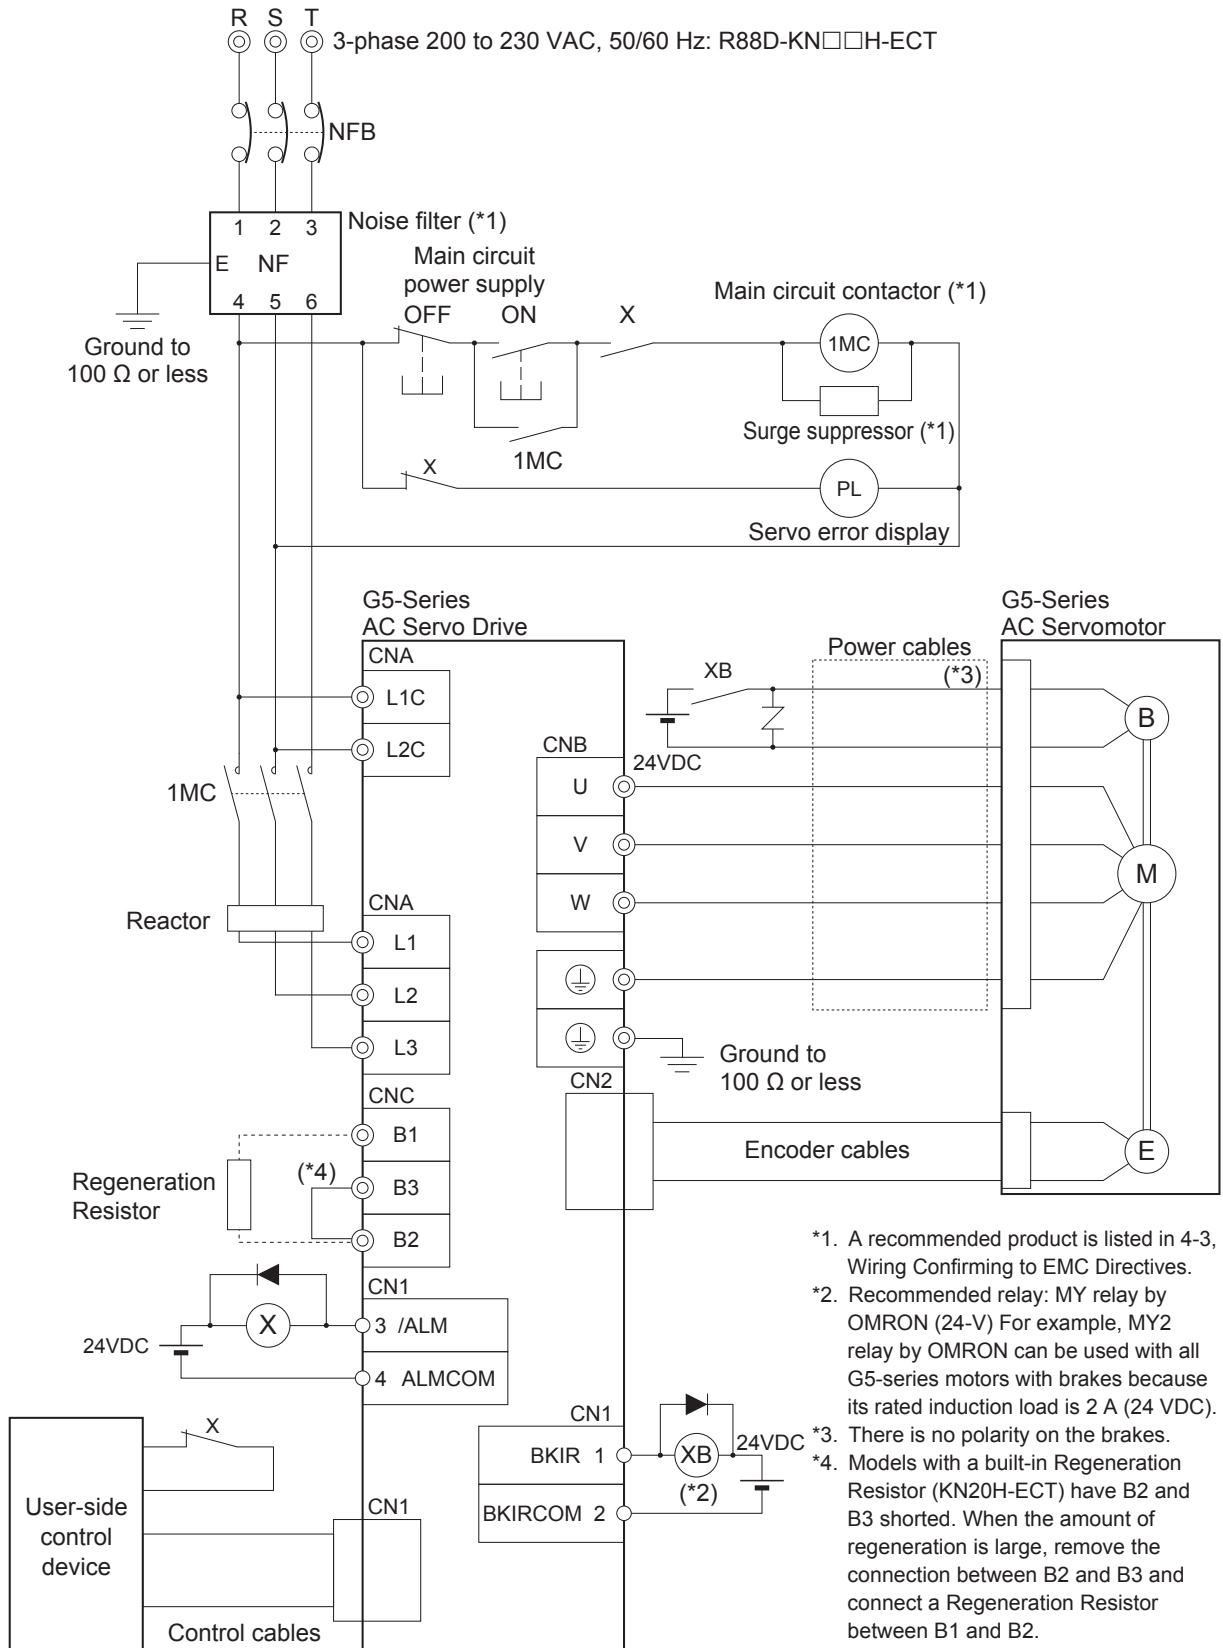 R S T
3-phase 200 to 230 VAC, 50/60 Hz: R88D-KN□□H-ECT
NFB
1 2 3
Noise filter (*1)
E NF
4 5 6
Ground to
100 Ω or less
Main circuit
power supply
OFF ON X
Main circuit contactor (*1)
1MC
Surge suppressor (*1)
1MC
X
PL
Servo error display
G5-Series
AC Servo Drive
G5-Series
AC Servomotor
CNA
L1C
L2C
1MC
Reactor
CNA
L1
L2
L3
CNC
B1
B3
B2
(*4)
Regeneration
Resistor
Power cables
(*3)
XB
24VDC
B
CNB
U
V
W
M
Ground to
100 Ω or less
CN2
Encoder cables
E
CN1
X
3 /ALM
24VDC
4 ALMCOM
X
User-side
control
device
CN1
Control cables
CN1
BKIR 1
XB
24VDC
(*2)
BKIRCOM 2
*1. A recommended product is listed in 4-3,
Wiring Confirming to EMC Directives.
*2. Recommended relay: MY relay by
OMRON (24-V) For example, MY2
relay by OMRON can be used with all
G5-series motors with brakes because
its rated induction load is 2 A (24 VDC).
*3. There is no polarity on the brakes.
*4. Models with a built-in Regeneration
Resistor (KN20H-ECT) have B2 and
B3 shorted. When the amount of
regeneration is large, remove the
connection between B2 and B3 and
connect a Regeneration Resistor
between B1 and B2.